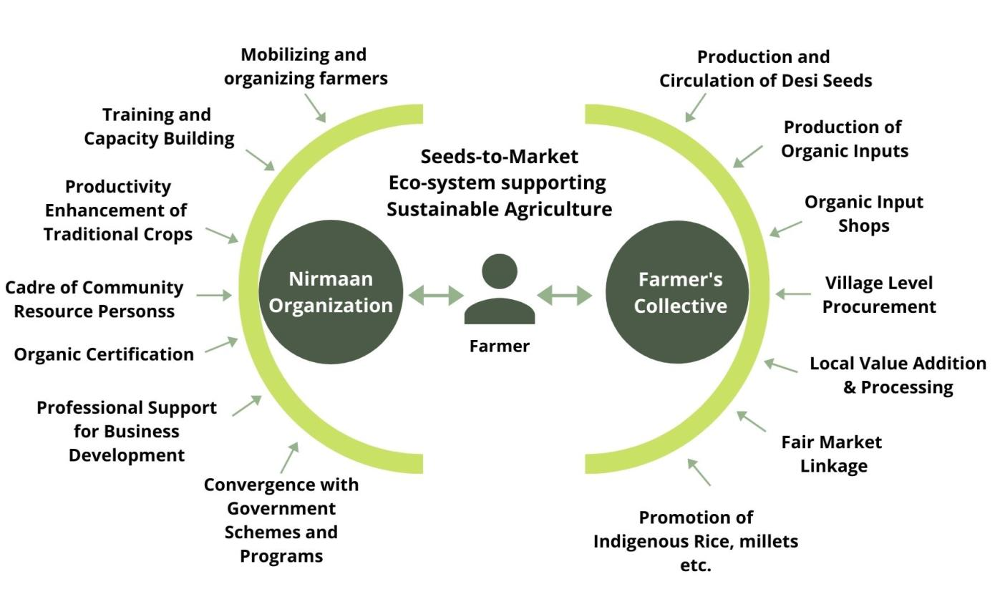 Mobilizing and
organizing farmers
Training and
Capacity Building
Productivity
Enhancement of
Traditional Crops
Cadre of Community
Resource Personss
Organic Certification
Professional Support
for Business
Development
Convergence with
Government
Schemes and
Programs
Seeds-to-Market
Eco-system supporting
Sustainable Agriculture
Nirmaan
Organization
Farmer
Farmer's
Collective
Production and
Circulation of Desi Seeds
Production of
Organic Inputs
Organic Input
Shops
Village Level
Procurement
Local Value Addition
& Processing
Fair Market
Linkage
Promotion of
Indigenous Rice, millets
etc.